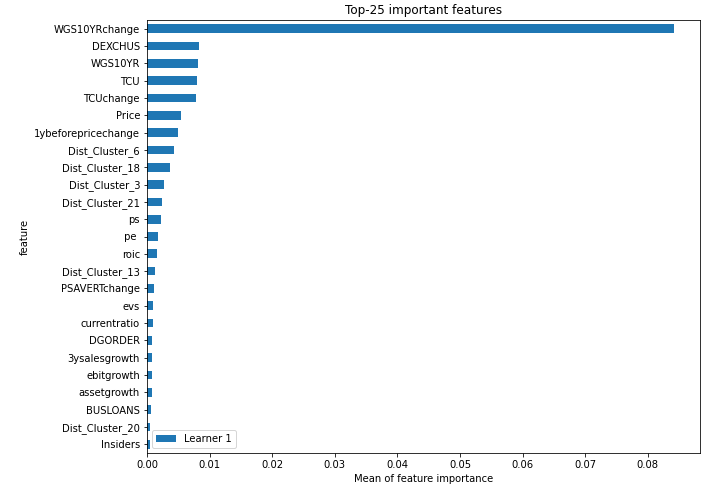 Top-25 important features
WGS10YRchange
DEXCHUS
WGS10YR
TCU
TCUchange
Price
1ybeforepricechange
Dist_Cluster_6
Dist_Cluster_18
Dist_Cluster_3
Dist_Cluster_21
ps
pe
roic
Dist_Cluster_13
PSAVERTchange
evs
currentratio
DGORDER
3ysalesgrowth
ebitgrowth
assetgrowth
BUSLOANS
Dist_Cluster_20
Insiders
feature
Learner 1
0.00 0.01 0.02 0.03 0.04 0.05 0.06 0.07 0.08
Mean of feature importance